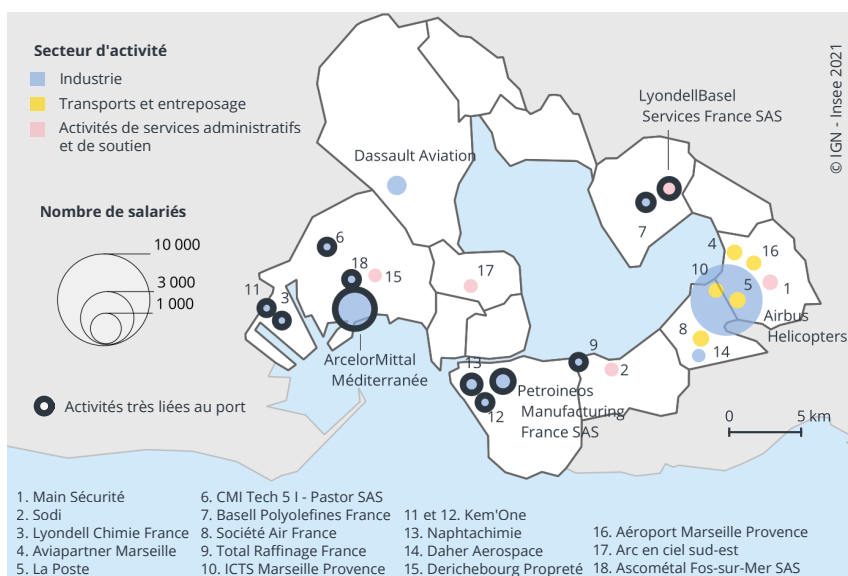 Secteur d'activité
Industrie
Transports et entreposage
Activités de services administratifs
et de soutien
Nombre de salariés
10 000
3 000
1 000
Activités très liées au port
© IGN - Insee 2021
LyondellBasel
Services France SAS
Dassault Aviation
7
6
18
15
17
11
3
4
16
10
5
1
Airbus
Helicopters
8
14
ArcelorMittal
Méditerranée
9
13
2
12
Petroineos
Manufacturing
France SAS
0
5 km
1. Main Sécurité
2. Sodi
3. Lyondell Chimie France
4. Aviapartner Marseille
5. La Poste
6. CMI Tech 5 I - Pastor SAS
7. Basell Polyolefines France
8. Société Air France
9. Total Raffinage France
10. ICTS Marseille Provence
11 et 12. Kem'One
13. Naphtachimie
14. Daher Aerospace
15. Derichebourg Propreté
16. Aéroport Marseille Provence
17. Arc en ciel sud-est
18. Ascométal Fos-sur-Mer SAS